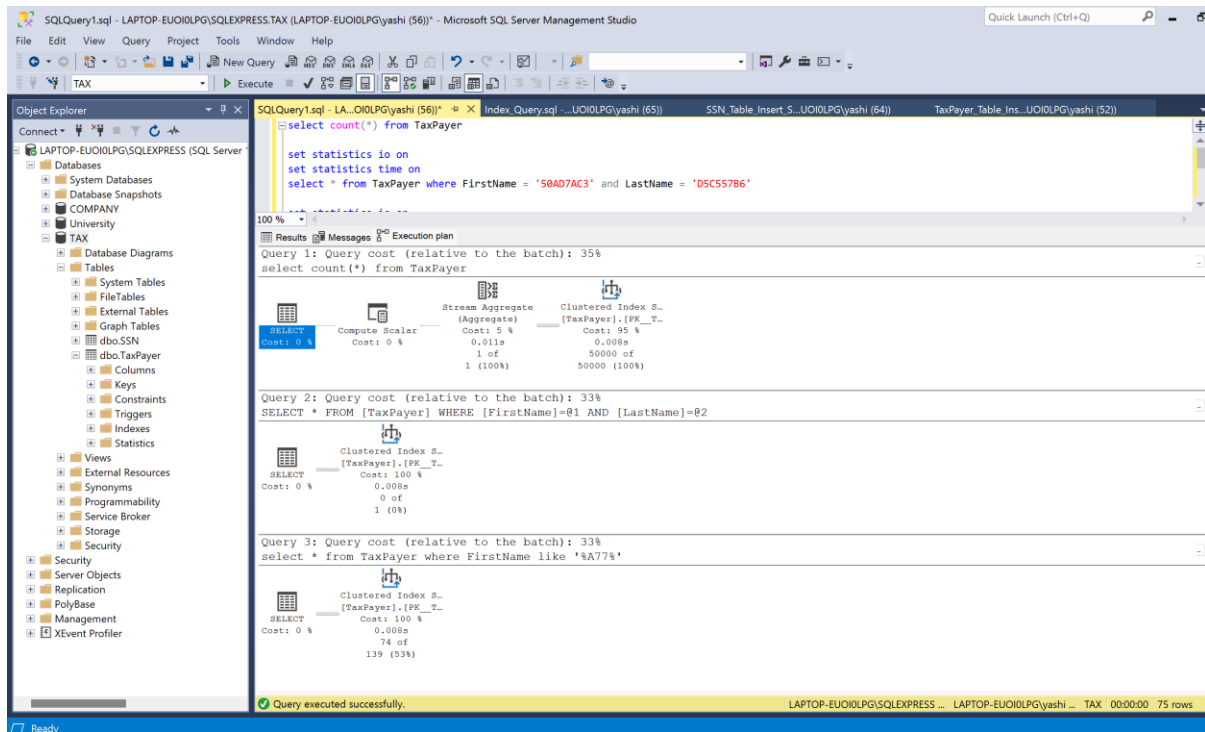 SQLQuery1.sql - LAPTOP-EUOI0LPG\SQLEXPRESS.TAX (LAPTOP-EUOI0LPG\yashi (56))* - Microsoft SQL Server Management Studio
Quick Launch (Ctrl+Q)
File Edit View Query Project Tools Window Help
New Query
TAX Execute
Object Explorer
SQLQuery1.sql - LA...OI0LPG\yashi (56))* Index_Query.sql -...UOI0LPG\yashi (65)) SSN_Table_Insert_S...UOI0LPG\yashi (64)) TaxPayer_Table_Ins...UOI0LPG\yashi (52))
Connect
LAPTOP-EUOI0LPG\SQLEXPRESS (SQL Server
Databases
System Databases
Database Snapshots
COMPANY
University
TAX
Database Diagrams
Tables
System Tables
FileTables
External Tables
Graph Tables
dbo.SSN
dbo.TaxPayer
Columns
Keys
Constraints
Triggers
Indexes
Statistics
Views
External Resources
Synonyms
Programmability
Service Broker
Storage
Security
Security
Server Objects
Replication
PolyBase
Management
XEvent Profiler
select count(*) from TaxPayer
set statistics io on
set statistics time on
select * from TaxPayer where FirstName = '50AD7AC3' and LastName = 'D5C557B6'
100 %
Results Messages Execution plan
Query 1: Query cost (relative to the batch): 35%
select count(*) from TaxPayer
SELECT
Cost: 0 %
Compute Scalar
Cost: 0 %
Stream Aggregate
(Aggregate)
Cost: 5 %
0.011s
1 of
1 (100%)
Clustered Index S…
[TaxPayer].[PK__T…
Cost: 95 %
0.008s
50000 of
50000 (100%)
Query 2: Query cost (relative to the batch): 33%
SELECT * FROM [TaxPayer] WHERE [FirstName]=@1 AND [LastName]=@2
SELECT
Cost: 0 %
Clustered Index S…
[TaxPayer].[PK__T…
Cost: 100 %
0.008s
0 of
1 (0%)
Query 3: Query cost (relative to the batch): 33%
select * from TaxPayer where FirstName like '%A77%'
SELECT
Cost: 0 %
Clustered Index S…
[TaxPayer].[PK__T…
Cost: 100 %
0.008s
74 of
139 (53%)
Query executed successfully.
LAPTOP-EUOI0LPG\SQLEXPRESS ... LAPTOP-EUOI0LPG\yashi ... TAX 00:00:00 75 rows
Ready